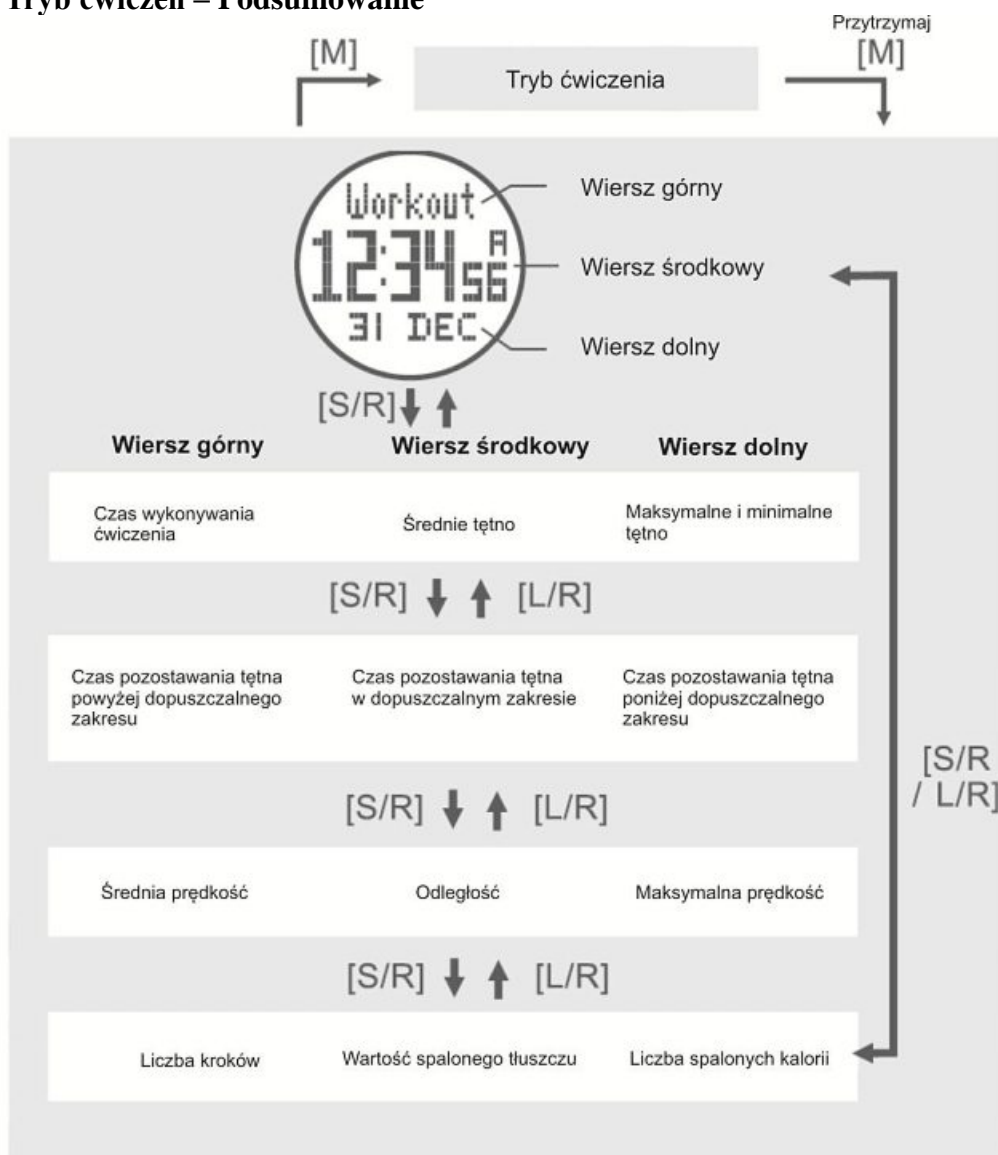 Tryb ćwiczeń – Podsumowanie
Przytrzymaj
[M]
Tryb ćwiczenia
[M]
Workout
Wiersz górny
12:34 56 A
Wiersz środkowy
31 DEC
Wiersz dolny
[S/R]
Wiersz górny
Wiersz środkowy
Wiersz dolny
Czas wykonywania
ćwiczenia
Średnie tętno
Maksymalne i minimalne
tętno
[S/R] [L/R]
Czas pozostawania tętna
powyżej dopuszczalnego
zakresu
Czas pozostawania tętna
w dopuszczalnym zakresie
Czas pozostawania tętna
poniżej dopuszczalnego
zakresu
[S/R
/ L/R]
[S/R] [L/R]
Średnia prędkość
Odległość
Maksymalna prędkość
[S/R] [L/R]
Liczba kroków
Wartość spalonego tłuszczu
Liczba spalonych kalorii